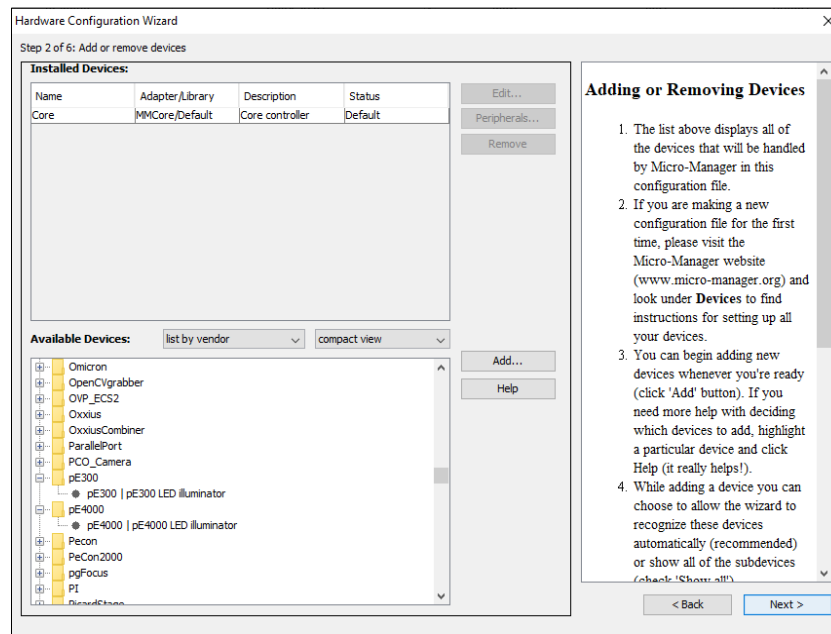 Hardware Configuration Wizard
Step 2 of 6: Add or remove devices
Installed Devices:
Name Adapter/Library Description Status
Core MMCore/Default Core controller Default
Edit...
Peripherals...
Remove
Available Devices: list by vendor compact view
Omicron
OpenCVgrabber
OVP_ECS2
Oxxius
OxxiusCombiner
ParallelPort
PCO_Camera
pE300
pE300 | pE300 LED illuminator
pE4000
pE4000 | pE4000 LED illuminator
Pecon
PeCon2000
pgFocus
PI
PicardStage
Add...
Help
Adding or Removing Devices
1. The list above displays all of
the devices that will be handled
by Micro-Manager in this
configuration file.
2. If you are making a new
configuration file for the first
time, please visit the
Micro-Manager website
(www.micro-manager.org) and
look under Devices to find
instructions for setting up all
your devices.
3. You can begin adding new
devices whenever you're ready
(click 'Add' button). If you
need more help with deciding
which devices to add, highlight
a particular device and click
Help (it really helps!).
4. While adding a device you can
choose to allow the wizard to
recognize these devices
automatically (recommended)
or show all of the subdevices
(check 'Show all')
< Back
Next >